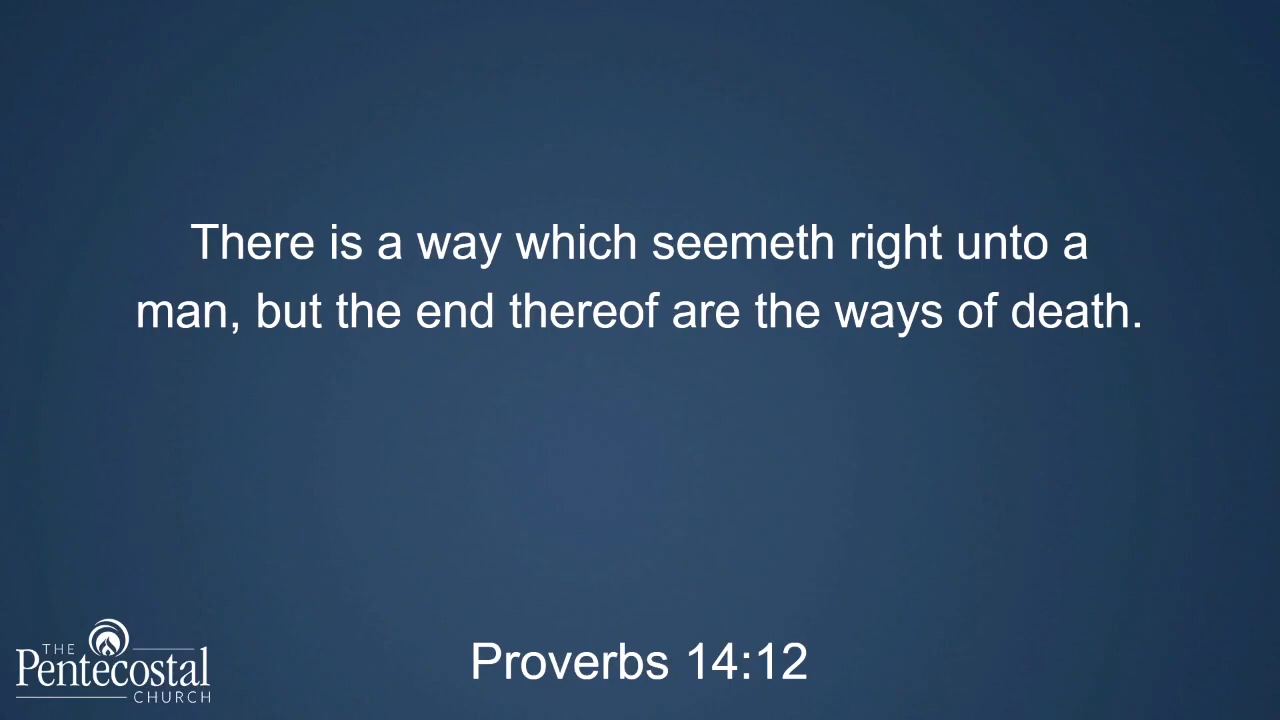 There is a way which seemeth right unto a
man, but the end thereof are the ways of death.
THE
Pentecostal
CHURCH
Proverbs 14:12